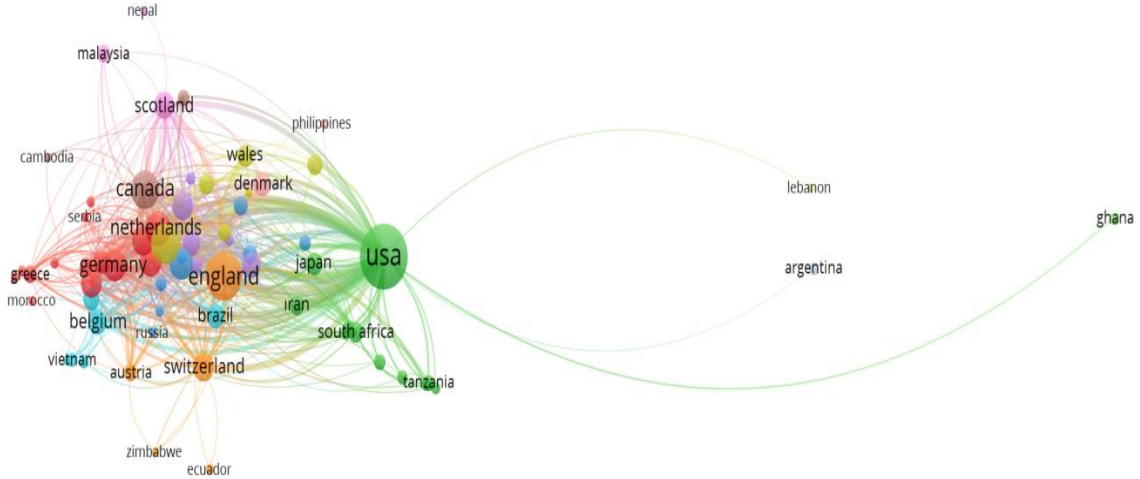 nepal
malaysia
scotland
philippines
cambodia
wales
canada
denmark
lebanon
serbia
netherlands
ghana
usa
germany
japan
argentina
greece
england
morocco
iran
brazil
belgium
russia
south africa
vietnam
austria
switzerland
tanzania
zimbabwe
ecuador